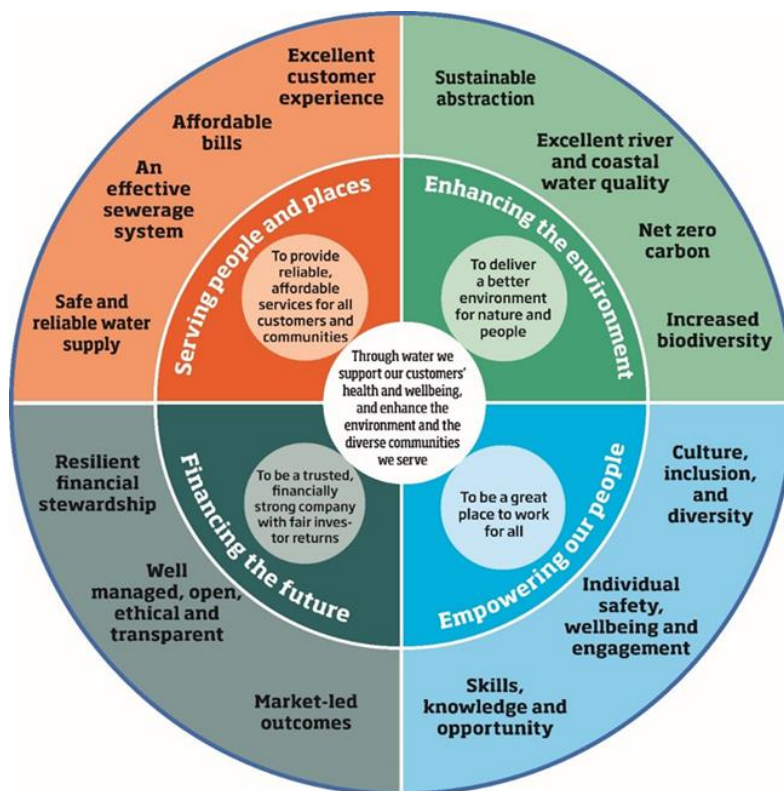 Excellent
customer
experience
Affordable
bills
An
effective
sewerage
system
Safe and
reliable water
supply
Serving people and places
To provide
reliable,
affordable
services for all
customers and
communities
Sustainable
abstraction
Excellent river
and coastal
water quality
Net zero
carbon
Increased
biodiversity
Enhancing the environment
To deliver
a better
environment
for nature and
people
Through water we
support our customers'
health and wellbeing,
and enhance the
environment and the
diverse communities
we serve
Resilient
financial
stewardship
Well
managed, open,
ethical and
transparent
Market-led
outcomes
Financing the future
To be a trusted,
financially
strong company
with fair inves-
tor returns
Culture,
inclusion,
and
diversity
Individual
safety,
wellbeing and
engagement
Skills,
knowledge and
opportunity
Empowering our people
To be a great
place to work
for all